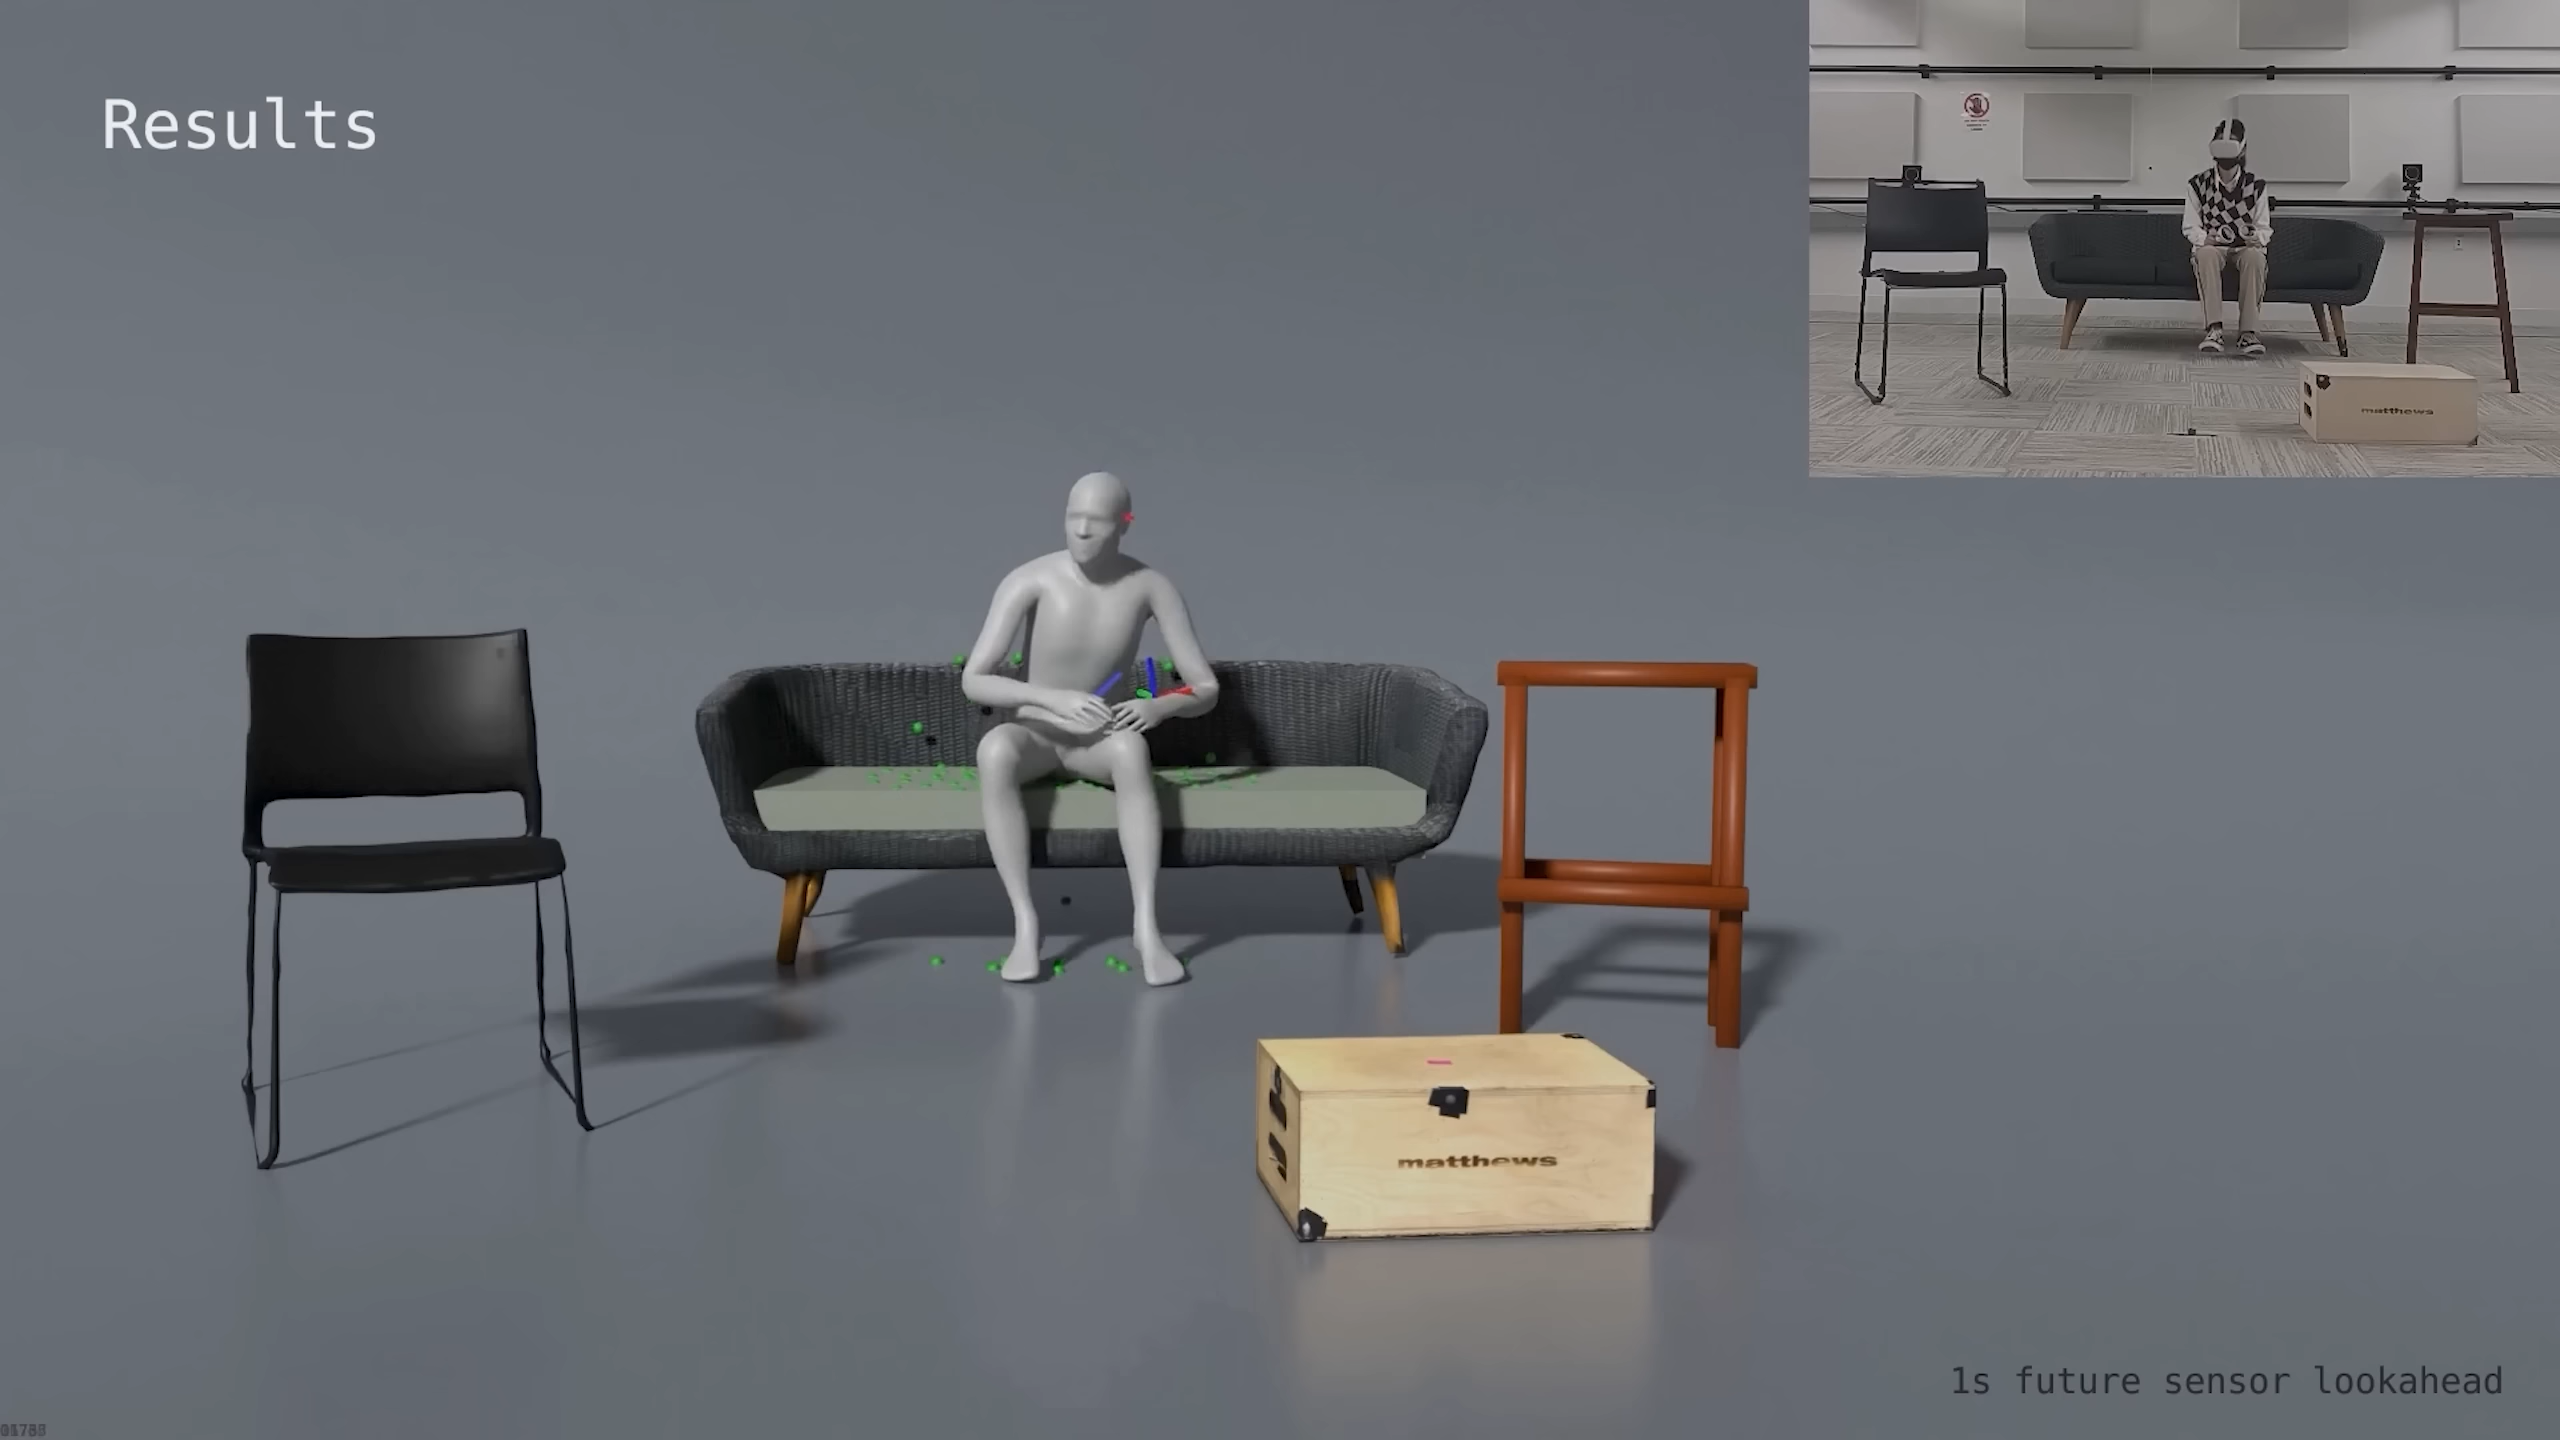 Results
matthews
matthews
1s future sensor lookahead